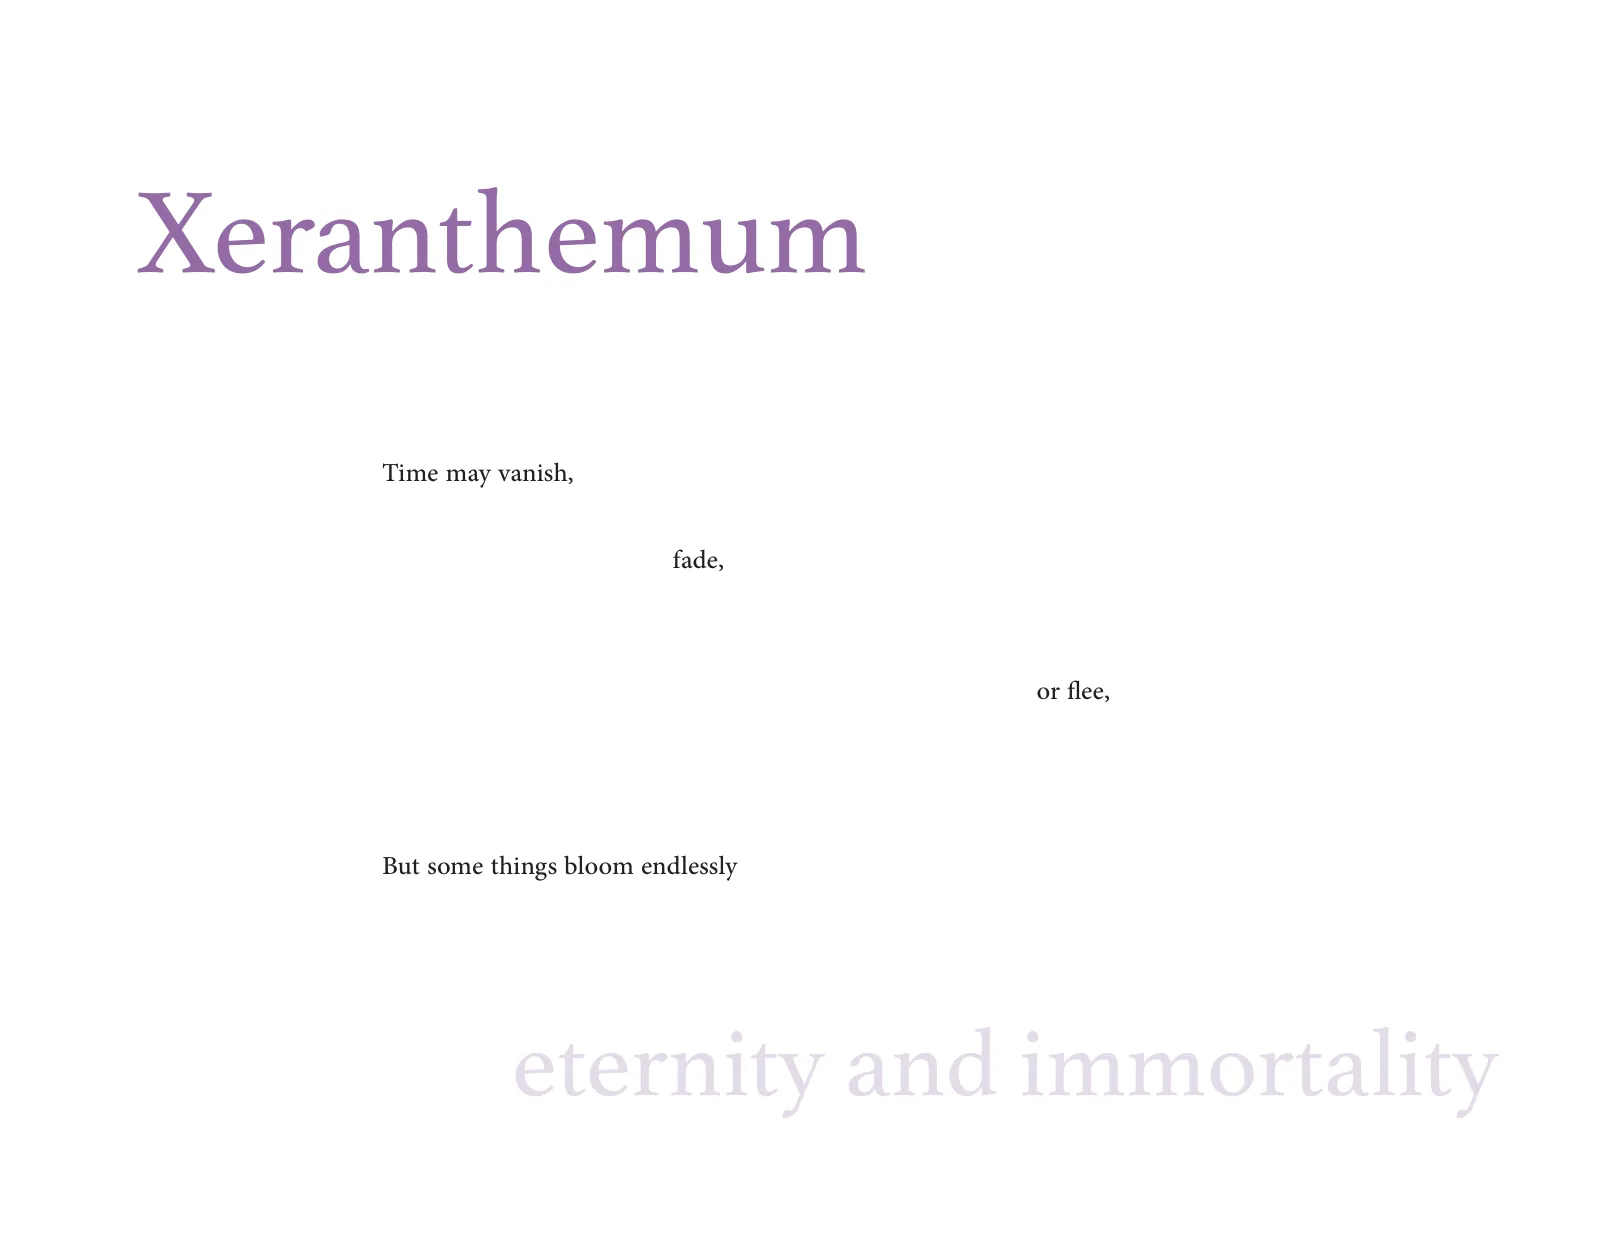 Xeranthemum
Time may vanish,
fade,
or flee,
But some things bloom endlessly
eternity and immortality